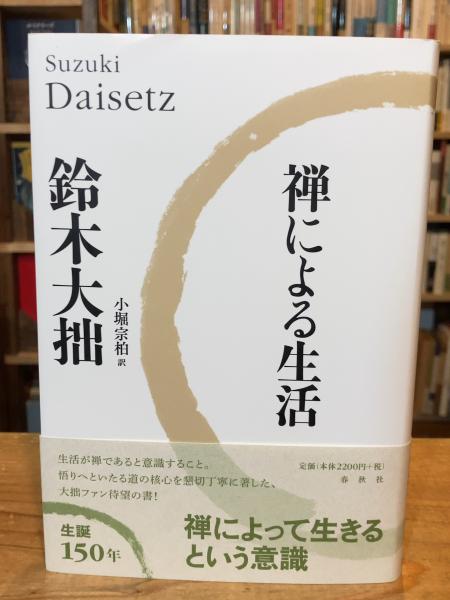 Suzuki
Daisetz
禅による生活
鈴木大拙
小堀宗柏 訳
生活が禅であると意識すること。
悟りへといたる道の核心を懇切丁寧に著した、
大拙ファン待望の書！
定価（本体2200円＋税）
春秋社
生誕
150年
禅によって生きる
という意識